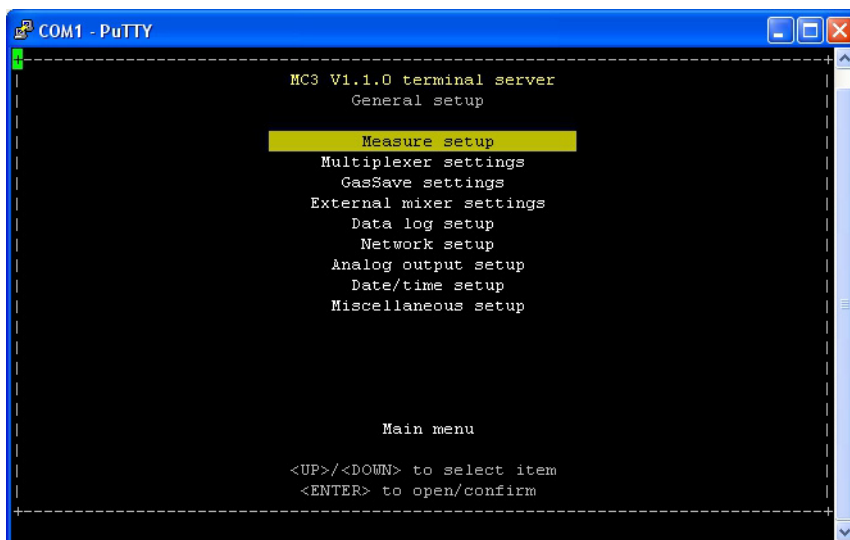 COM1 - PuTTY
MC3 V1.1.0 terminal server
General setup
Measure setup
Multiplexer settings
GasSave settings
External mixer settings
Data log setup
Network setup
Analog output setup
Date/time setup
Miscellaneous setup
Main menu
<UP>/<DOWN> to select item
<ENTER> to open/confirm